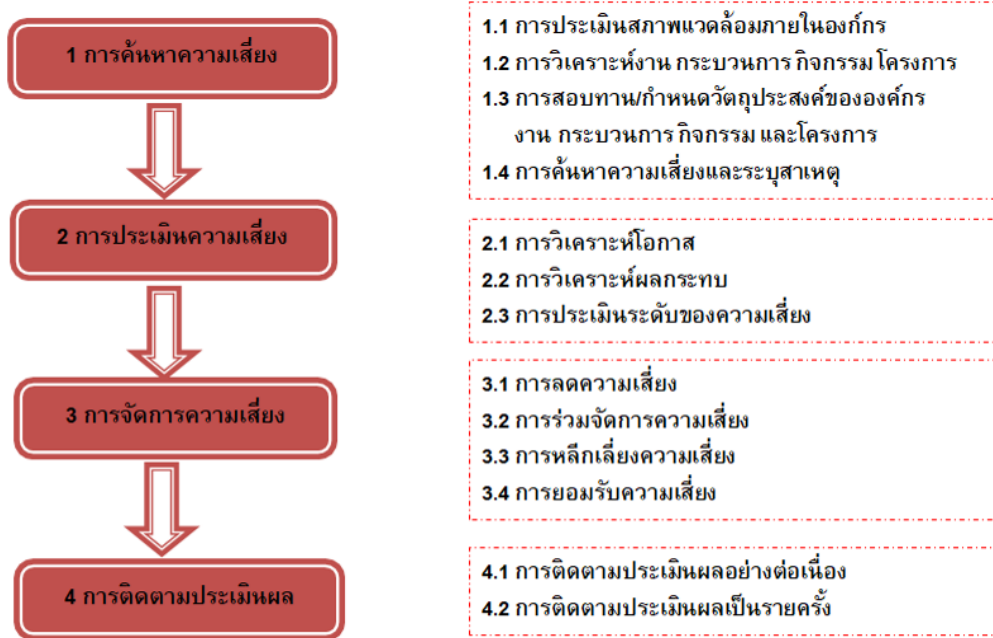 1 การค้นหาความเสี่ยง
1.1 การประเมินสภาพแวดล้อมภายในองก์กร
1.2 การวิเคราะห์งาน กระบวนการ กิจกรรม โครงการ
1.3 การสอบทาน/กำหนดวัตถุประสงค์ขององค์กร
งาน กระบวนการ กิจกรรม และโครงการ
1.4 การค้นหาความเสี่ยงและระบุสาเหตุ
2 การประเมินความเสี่ยง
2.1 การวิเคราะห์โอกาส
2.2 การวิเคราะห์ผลกระทบ
2.3 การประเมินระดับของความเสี่ยง
3 การจัดการความเสี่ยง
3.1 การลดความเสี่ยง
3.2 การร่วมจัดการความเสี่ยง
3.3 การหลีกเลี่ยงความเสี่ยง
3.4 การยอมรับความเสี่ยง
4 การติดตามประเมินผล
4.1 การติดตามประเมินผลอย่างต่อเนื่อง
4.2 การติดตามประเมินผลเป็นรายครั้ง